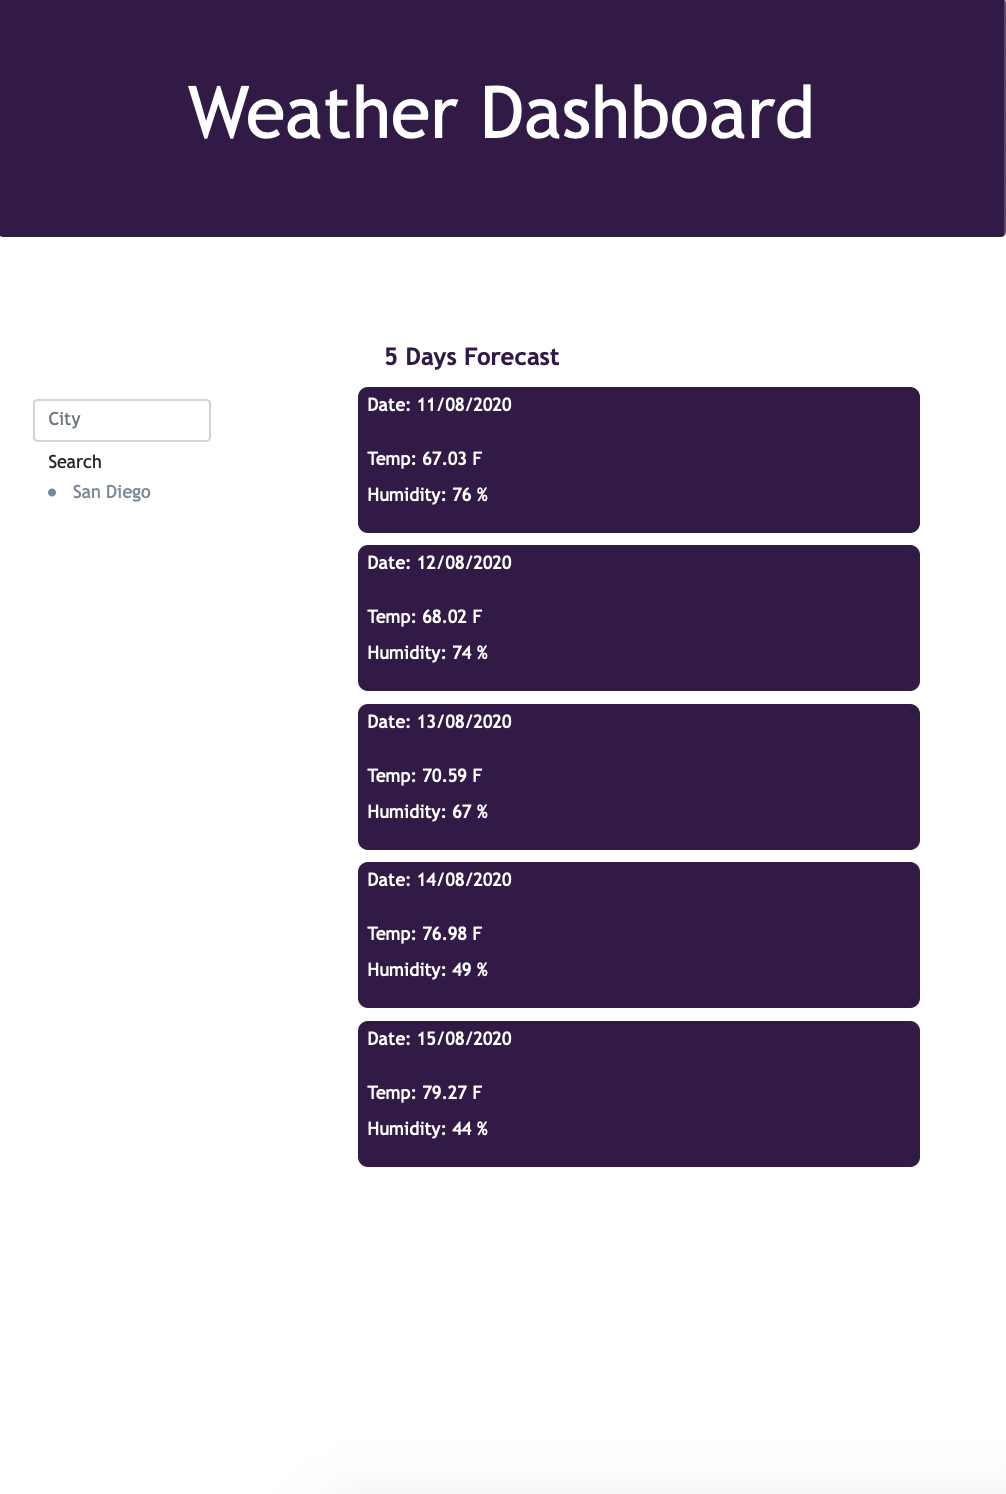 Weather Dashboard
City
Search
San Diego
5 Days Forecast
Date: 11/08/2020
Temp: 67.03 F
Humidity: 76 %
Date: 12/08/2020
Temp: 68.02 F
Humidity: 74 %
Date: 13/08/2020
Temp: 70.59 F
Humidity: 67 %
Date: 14/08/2020
Temp: 76.98 F
Humidity: 49 %
Date: 15/08/2020
Temp: 79.27 F
Humidity: 44 %